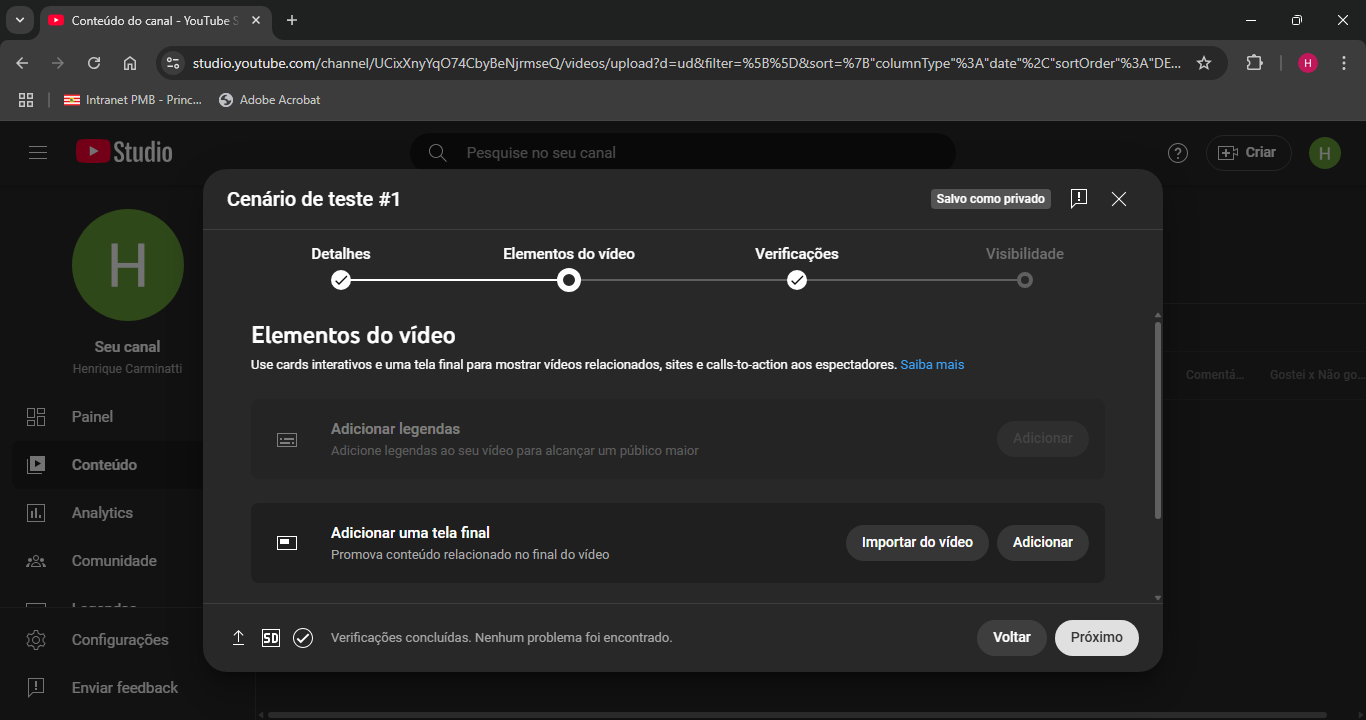 Conteúdo do canal - YouTube S
studio.youtube.com/channel/UCixXnyYqO74CbyBeNjrmseQ/videos/upload?d=ud&filter=%5B%5D&sort=%7B"columnType"%3A"date"%2C"sortOrder"%3A"DE...
H
Intranet PMB - Princ...
Adobe Acrobat
Studio
Pesquise no seu canal
Criar
H
Cenário de teste #1
Salvo como privado
Detalhes
Elementos do vídeo
Verificações
Visibilidade
H
Seu canal
Henrique Carminatti
Painel
Conteúdo
Analytics
Comunidade
Legendas
Configurações
Enviar feedback
Elementos do vídeo
Use cards interativos e uma tela final para mostrar vídeos relacionados, sites e calls-to-action aos espectadores. Saiba mais
Comentá...
Gostei x Não go...
Adicionar legendas
Adicione legendas ao seu vídeo para alcançar um público maior
Adicionar
Adicionar uma tela final
Promova conteúdo relacionado no final do vídeo
Importar do vídeo
Adicionar
SD
Verificações concluídas. Nenhum problema foi encontrado.
Voltar
Próximo